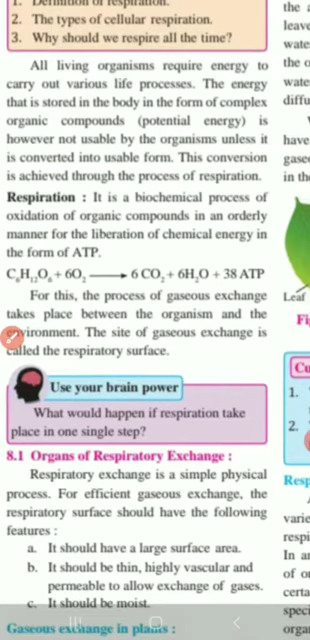 1. Definition of respiration.
2. The types of cellular respiration.
3. Why should we respire all the time?
All living organisms require energy to
carry out various life processes. The energy
that is stored in the body in the form of complex
organic compounds (potential energy) is
however not usable by the organisms unless it
is converted into usable form. This conversion
is achieved through the process of respiration.
Respiration : It is a biochemical process of
oxidation of organic compounds in an orderly
manner for the liberation of chemical energy in
the form of ATP.
C₆H₁₂O₆ + 6O₂ ⟶ 6 CO₂ + 6H₂O + 38 ATP
For this, the process of gaseous exchange
takes place between the organism and the
environment. The site of gaseous exchange is
called the respiratory surface.
Use your brain power
What would happen if respiration take
place in one single step?
8.1 Organs of Respiratory Exchange :
Respiratory exchange is a simple physical
process. For efficient gaseous exchange, the
respiratory surface should have the following
features :
a. It should have a large surface area.
b. It should be thin, highly vascular and
permeable to allow exchange of gases.
c. It should be moist.
Gaseous exchange in plants :
the
leave
wate
the
wate
diffu
have
gase
in th
Leaf
Fi
Cu
1.
2.
Resp
varie
respi
In
of
certa
speci
orga